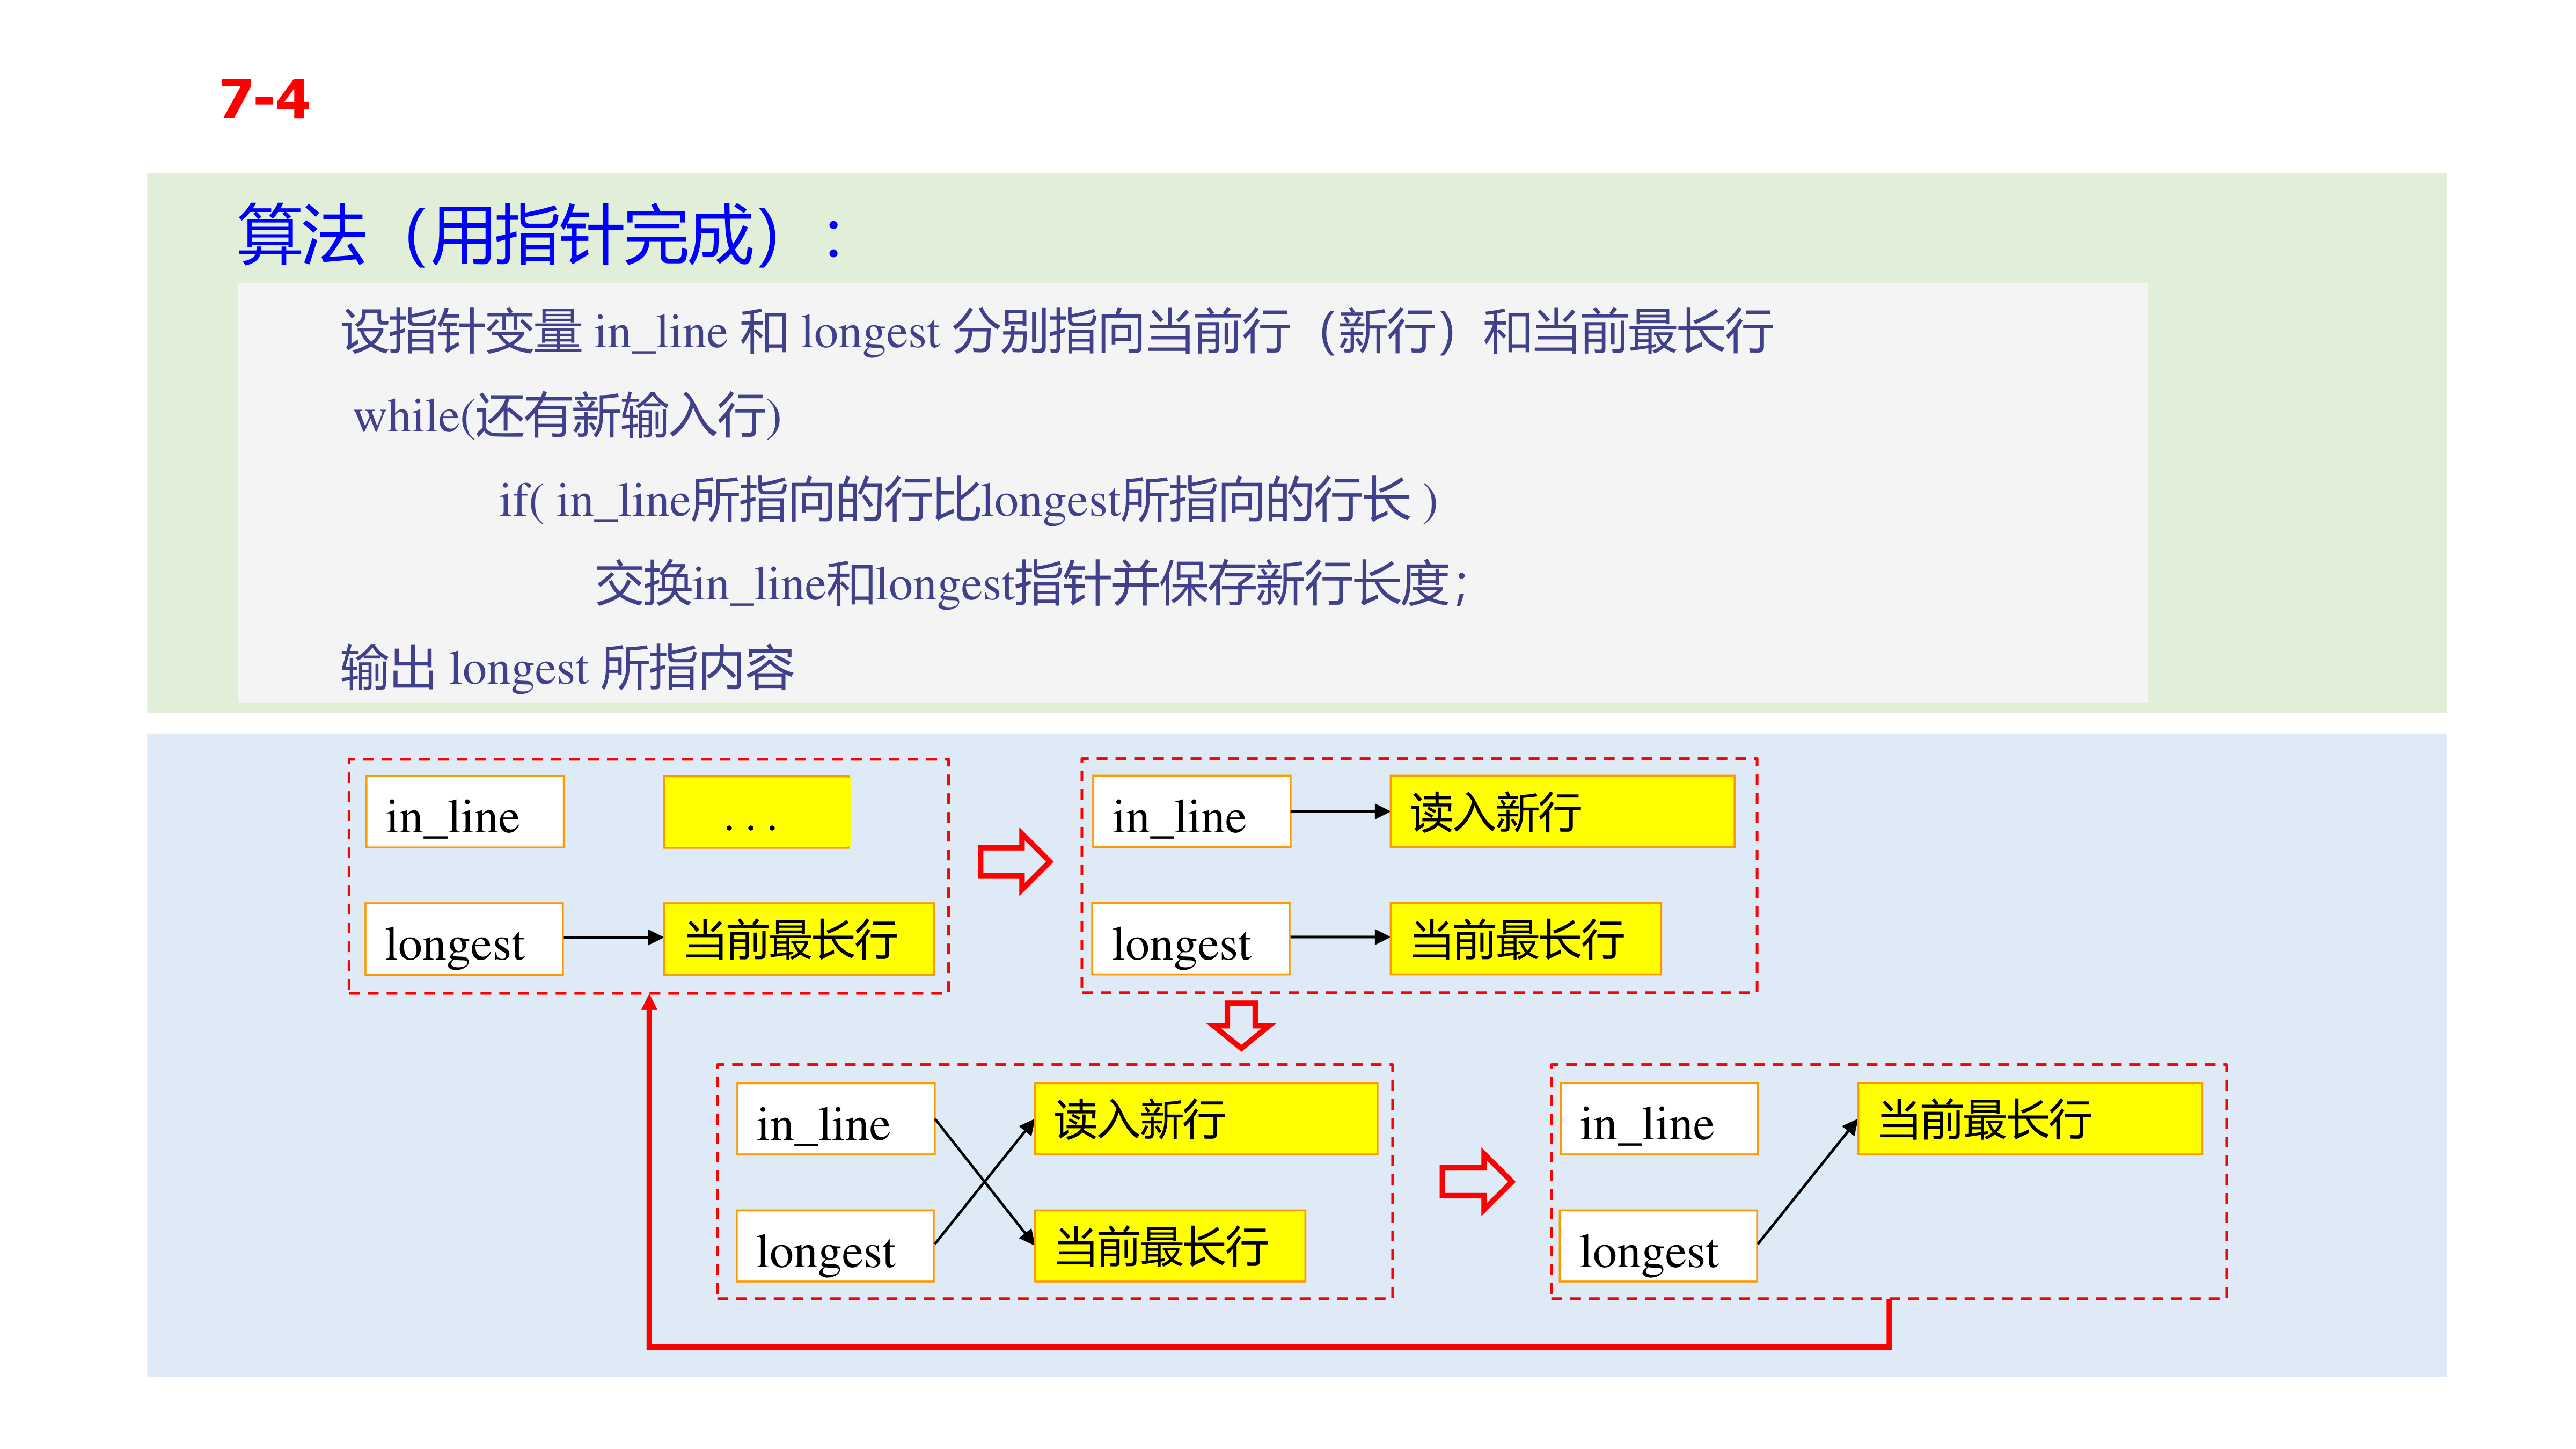 7-4
算法（用指针完成）：
设指针变量 in_line 和 longest 分别指向当前行（新行）和当前最长行
while(还有新输入行)
if( in_line所指向的行比longest所指向的行长 )
交换in_line和longest指针并保存新行长度；
输出 longest 所指内容
in_line
. . .
longest
当前最长行
in_line
读入新行
longest
当前最长行
in_line
读入新行
longest
当前最长行
in_line
当前最长行
longest